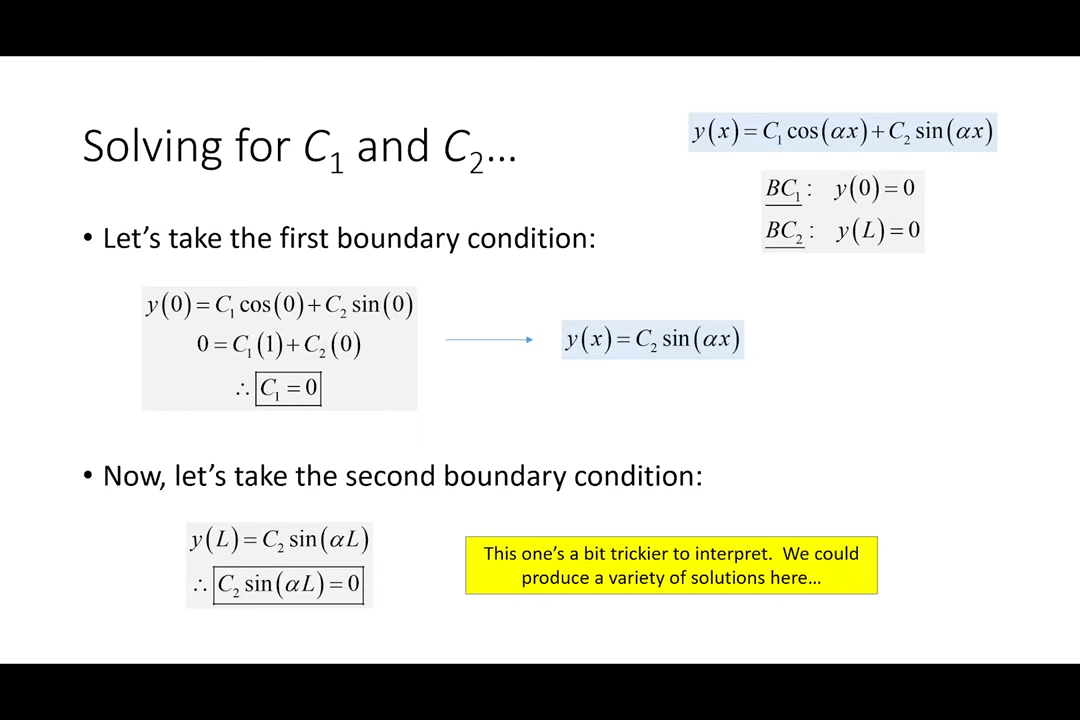 Solving for C₁ and C₂…
y(x) = C₁ cos(αx) + C₂ sin(αx)
BC₁: y(0) = 0
BC₂: y(L) = 0
• Let’s take the first boundary condition:
y(0) = C₁ cos(0) + C₂ sin(0)
0 = C₁(1) + C₂(0)
∴ C₁ = 0
y(x) = C₂ sin(αx)
• Now, let’s take the second boundary condition:
y(L) = C₂ sin(αL)
∴ C₂ sin(αL) = 0
This one’s a bit trickier to interpret. We could
produce a variety of solutions here…